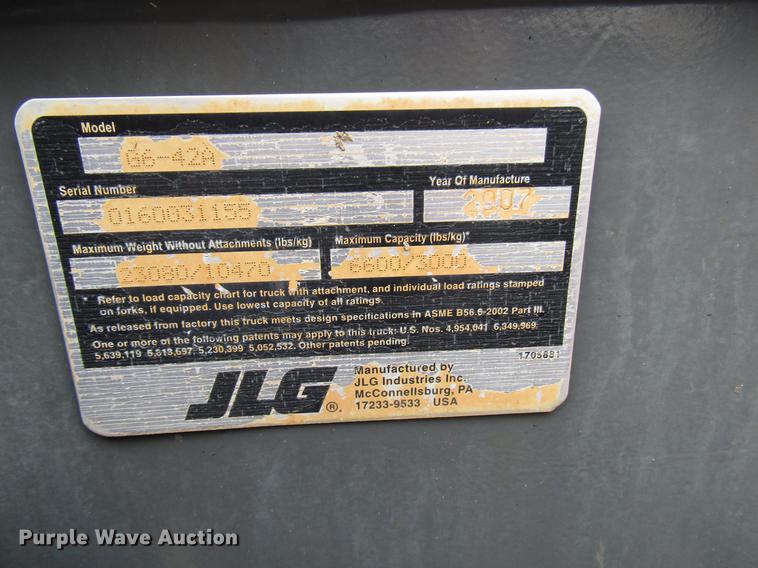 Model
G6-42A
Serial Number
Year Of Manufacture
0160031155
2007
Maximum Weight Without Attachments (lbs/kg)
Maximum Capacity (lbs/kg)*
23080/10470
6600/3000
* Refer to load capacity chart for truck with attachment, and individual load ratings stamped
on forks, if equipped. Use lowest capacity of all ratings.
As released from factory this truck meets design specifications in ASME B56.6-2002 Part III.
One or more of the following patents may apply to this truck: U.S. Nos. 4,954,041 6,349,969
5,639,119 5,813,697 5,230,399 5,052,532. Other patents pending.
1705681
JLG®.
Manufactured by
JLG Industries Inc.
McConnellsburg, PA
17233-9533 USA
Purple Wave Auction